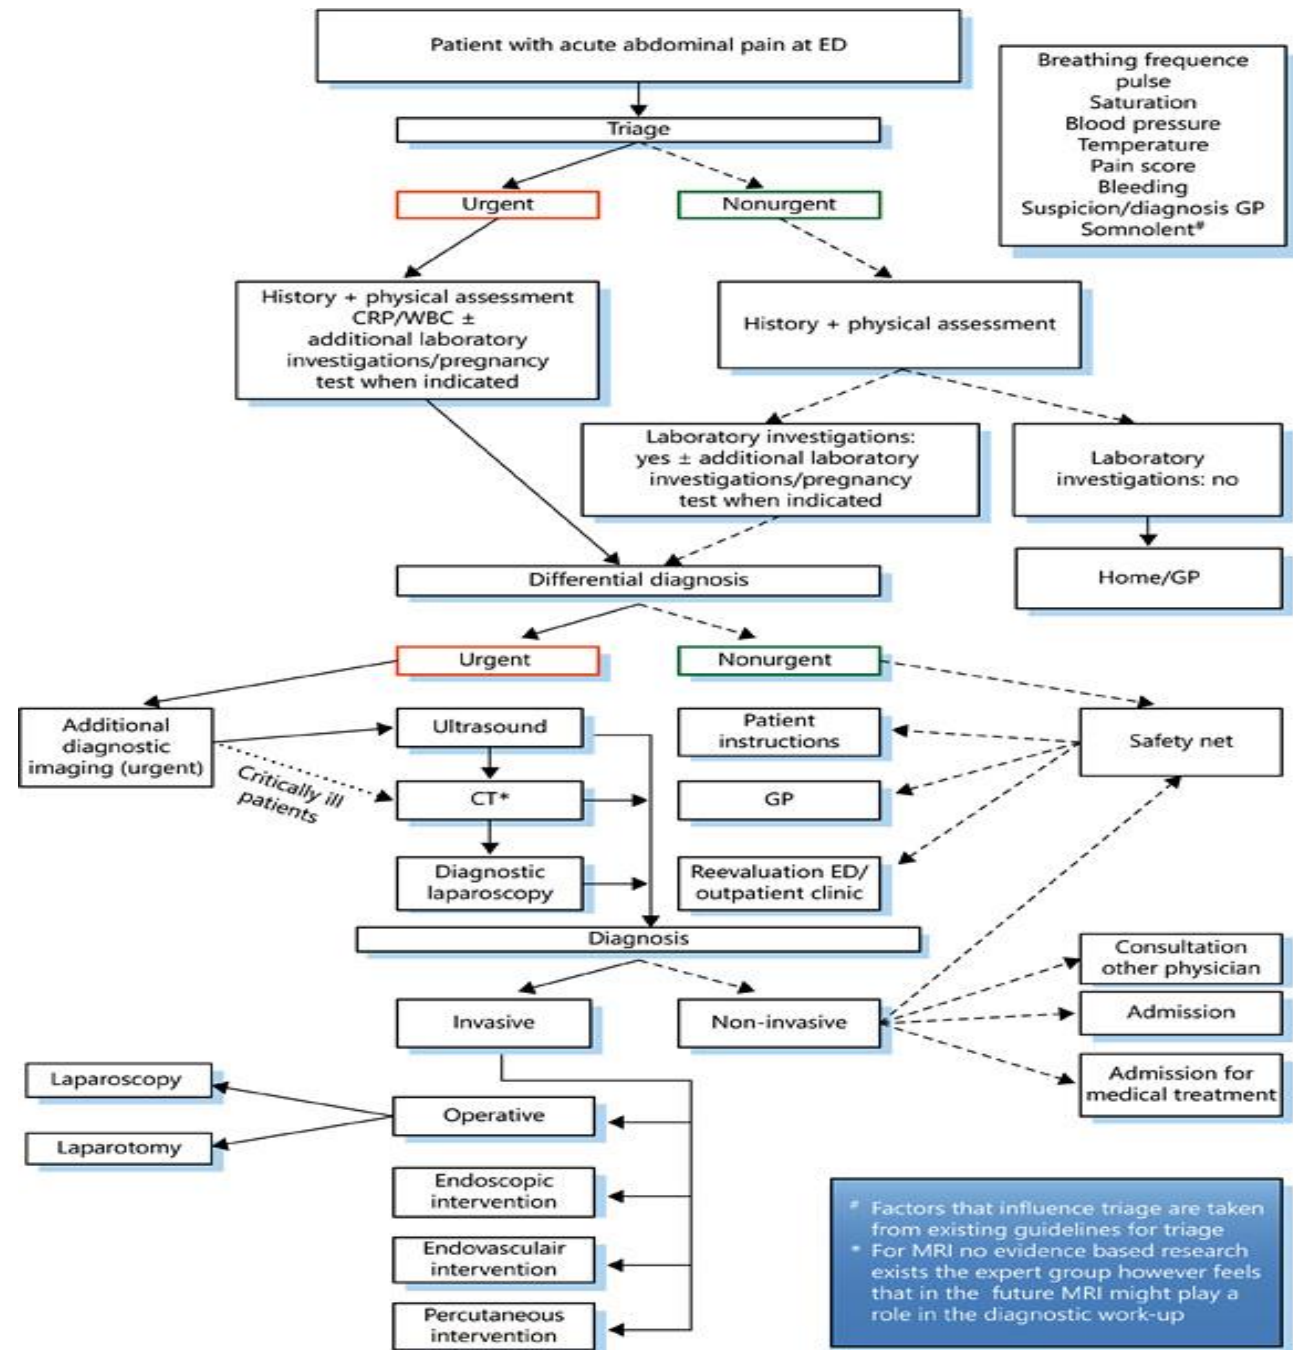 Patient with acute abdominal pain at ED
Breathing frequence
pulse
Saturation
Blood pressure
Temperature
Pain score
Bleeding
Suspicion/diagnosis GP
Somnolent#
Triage
Urgent
Nonurgent
History + physical assessment
CRP/WBC ±
additional laboratory
investigations/pregnancy
test when indicated
History + physical assessment
Laboratory investigations:
yes ± additional laboratory
investigations/pregnancy
test when indicated
Laboratory
investigations: no
Home/GP
Differential diagnosis
Urgent
Nonurgent
Additional
diagnostic
imaging (urgent)
Critically ill
patients
Ultrasound
CT*
Diagnostic
laparoscopy
Patient
instructions
GP
Reevaluation ED/
outpatient clinic
Safety net
Diagnosis
Invasive
Non-invasive
Consultation
other physician
Admission
Admission for
medical treatment
Laparoscopy
Laparotomy
Operative
Endoscopic
intervention
Endovasculair
intervention
Percutaneous
intervention
# Factors that influence triage are taken
from existing guidelines for triage
* For MRI no evidence based research
exists the expert group however feels
that in the future MRI might play a
role in the diagnostic work-up